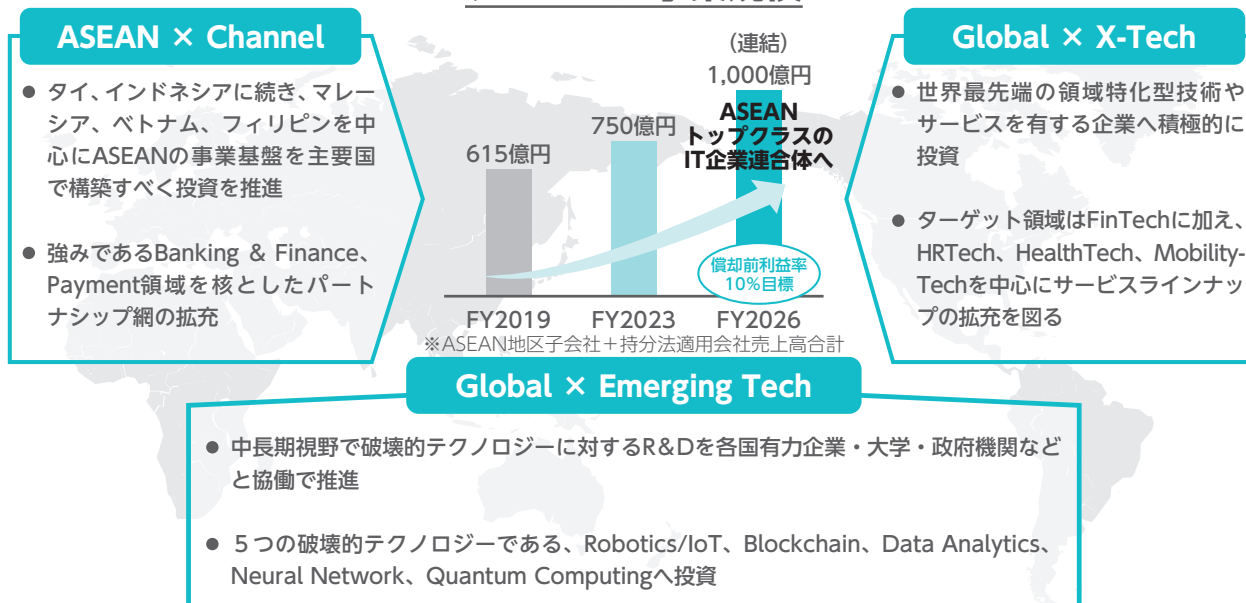 ASEAN × Channel
● タイ、インドネシアに続き、マレー
シア、ベトナム、フィリピンを中
心にASEANの事業基盤を主要国
で構築すべく投資を推進
● 強みであるBanking & Finance、
Payment領域を核としたパート
ナシップ網の拡充
615億円
750億円
(連結)
1,000億円
ASEAN
トップクラスの
IT企業連合体へ
償却前利益率
10%目標
FY2019
FY2023
FY2026
※ASEAN地区子会社＋持分法適用会社売上高合計
Global × X-Tech
● 世界最先端の領域特化型技術や
サービスを有する企業へ積極的に
投資
● ターゲット領域はFinTechに加え、
HRTech、HealthTech、Mobility-
Techを中心にサービスラインナッ
プの拡充を図る
Global × Emerging Tech
● 中長期視野で破壊的テクノロジーに対するR&Dを各国有力企業・大学・政府機関など
と協働で推進
● ５つの破壊的テクノロジーである、Robotics/IoT、Blockchain、Data Analytics、
Neural Network、Quantum Computingへ投資